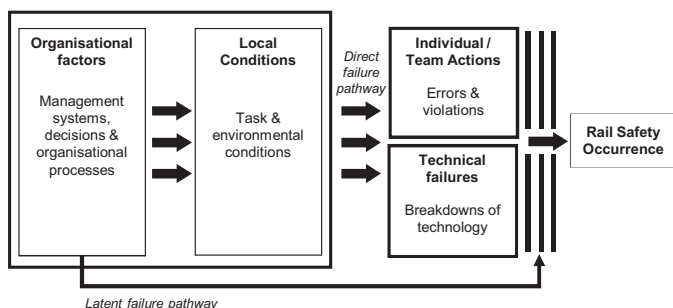 Organisational
factors
Management
systems,
decisions &
organisational
processes
Local
Conditions
Task &
environmental
conditions
Direct
failure
pathway
Individual /
Team Actions
Errors &
violations
Technical
failures
Breakdowns of
technology
Rail Safety
Occurrence
Latent failure pathway